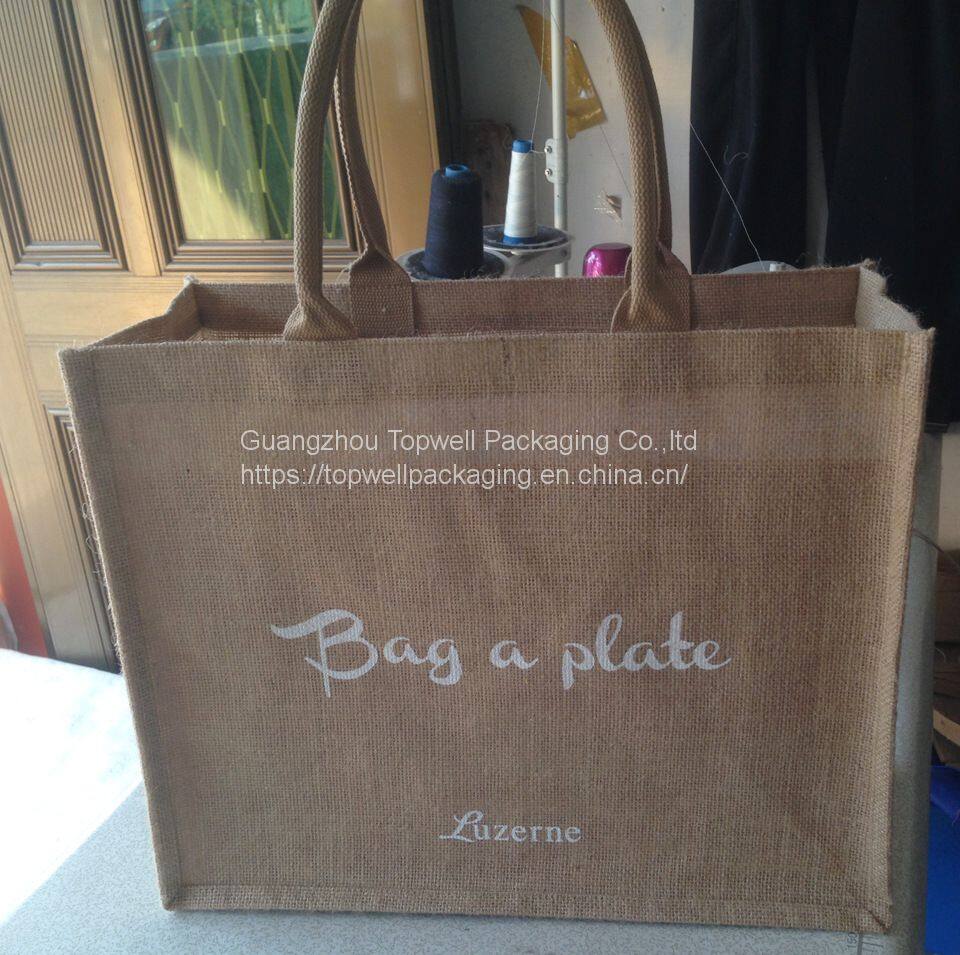 Guangzhou Topwell Packaging Co.,ltd
https://topwellpackaging.en.china.cn/
Bag a plate
Luzerne